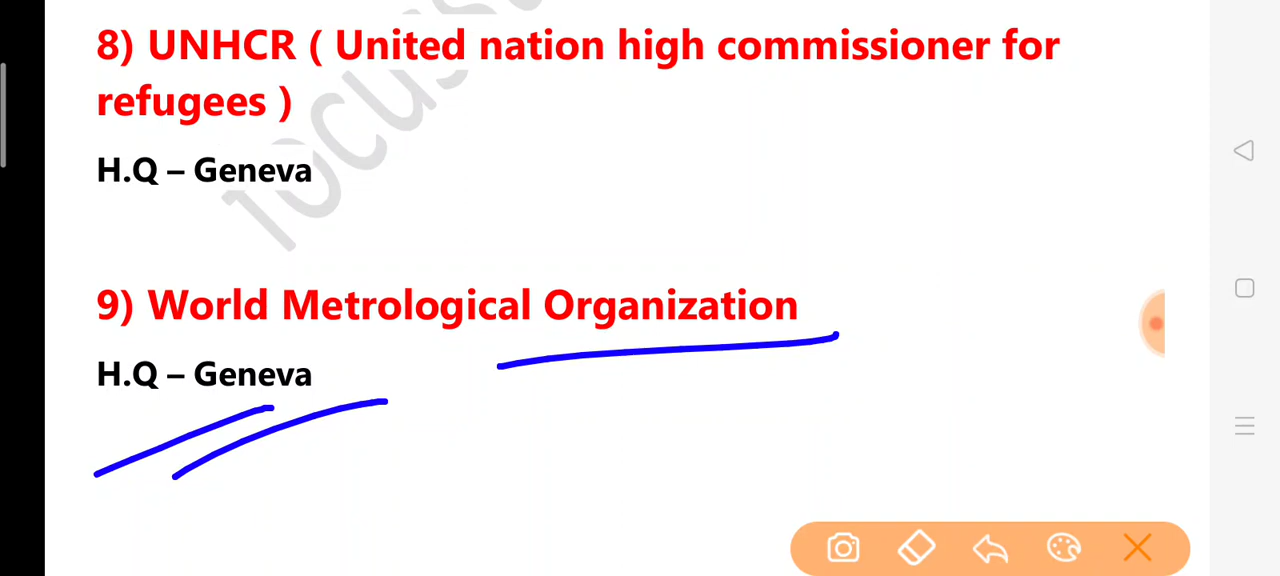 8) UNHCR ( United nation high commissioner for
refugees )
H.Q – Geneva
9) World Metrological Organization
H.Q – Geneva